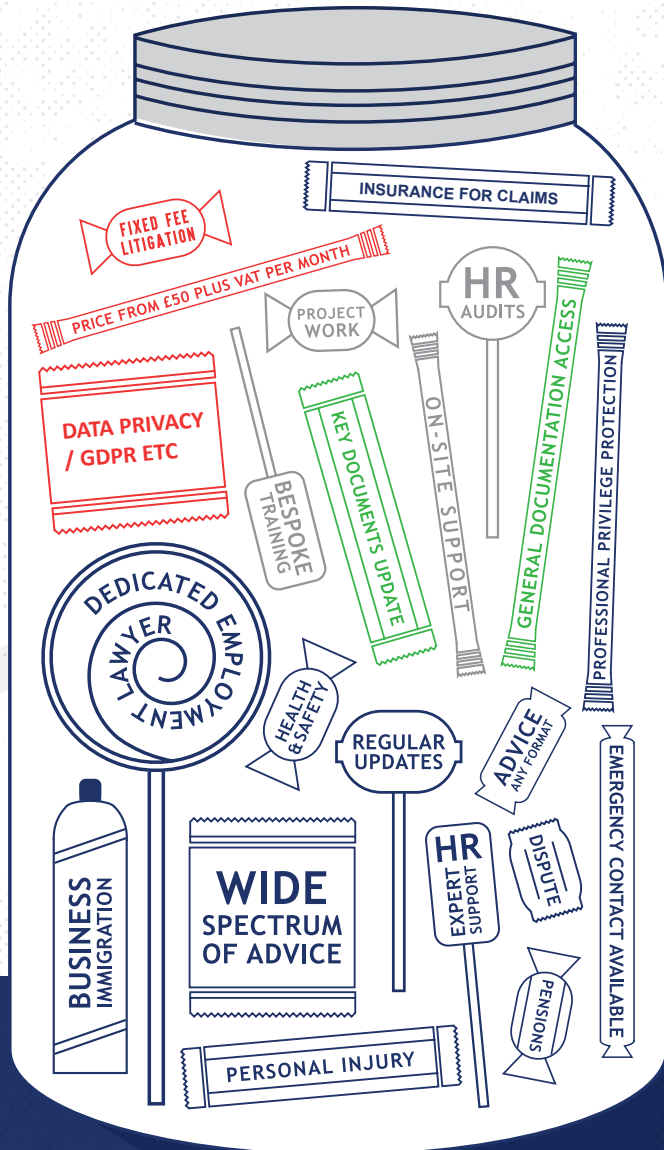 INSURANCE FOR CLAIMS
FIXED FEE
LITIGATION
PRICE FROM £50 PLUS VAT PER MONTH
PROJECT
WORK
HR
AUDITS
DATA PRIVACY
/ GDPR ETC
BESPOKE
TRAINING
KEY DOCUMENTS UPDATE
ON-SITE SUPPORT
GENERAL DOCUMENTATION ACCESS
PROFESSIONAL PRIVILEGE PROTECTION
DEDICATED EMPLOYMENT LAWYER
HEALTH
& SAFETY
REGULAR
UPDATES
ADVICE
ANY FORMAT
BUSINESS
IMMIGRATION
WIDE
SPECTRUM
OF ADVICE
HR
EXPERT
SUPPORT
DISPUTE
EMERGENCY CONTACT AVAILABLE
PENSIONS
PERSONAL INJURY